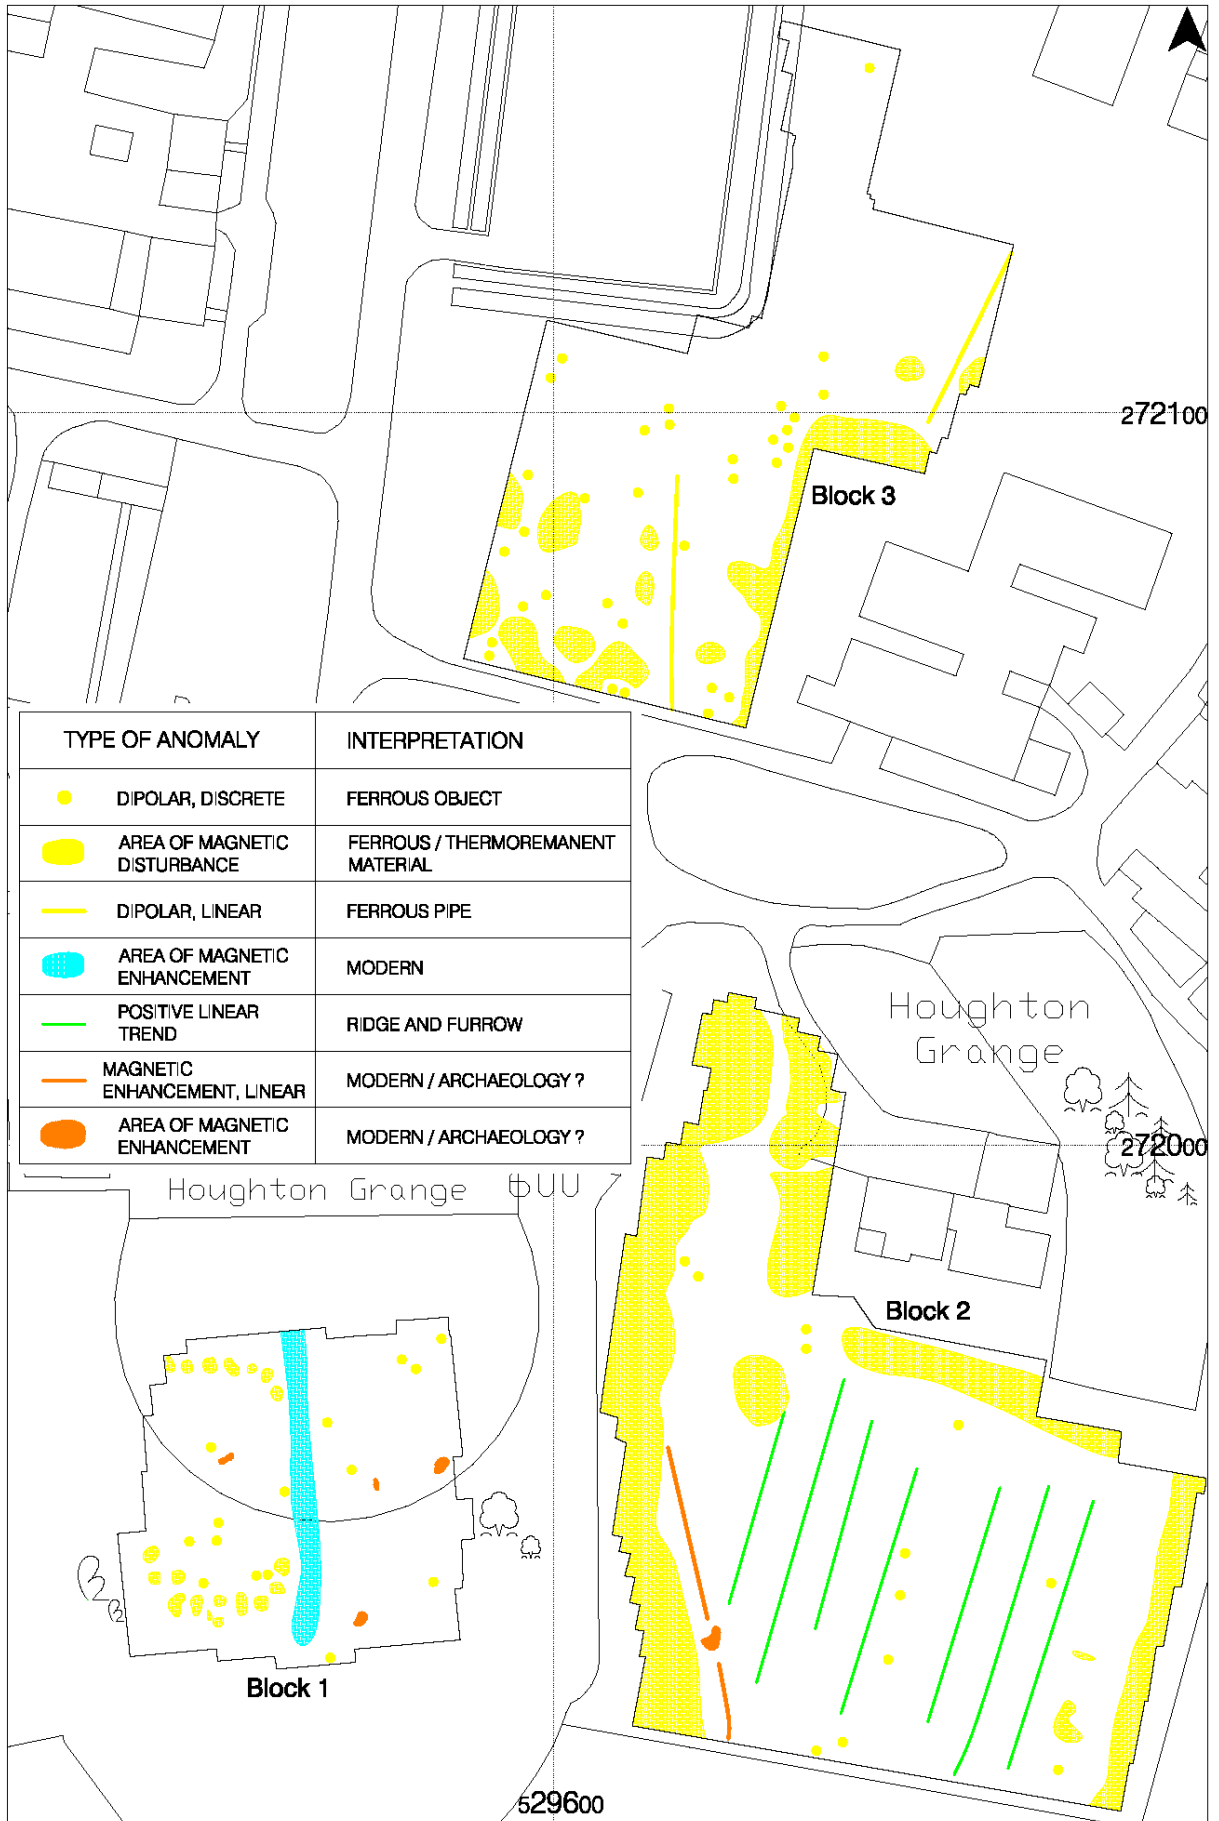 272100
Block 3
TYPE OF ANOMALY INTERPRETATION
DIPOLAR, DISCRETE FERROUS OBJECT
AREA OF MAGNETIC
DISTURBANCE
FERROUS / THERMOREMANENT
MATERIAL
DIPOLAR, LINEAR FERROUS PIPE
AREA OF MAGNETIC
ENHANCEMENT
MODERN
POSITIVE LINEAR
TREND
RIDGE AND FURROW
MAGNETIC
ENHANCEMENT, LINEAR
MODERN / ARCHAEOLOGY ?
AREA OF MAGNETIC
ENHANCEMENT
MODERN / ARCHAEOLOGY ?
Houghton
Grange
272000
Houghton Grange
Block 2
Block 1
529600